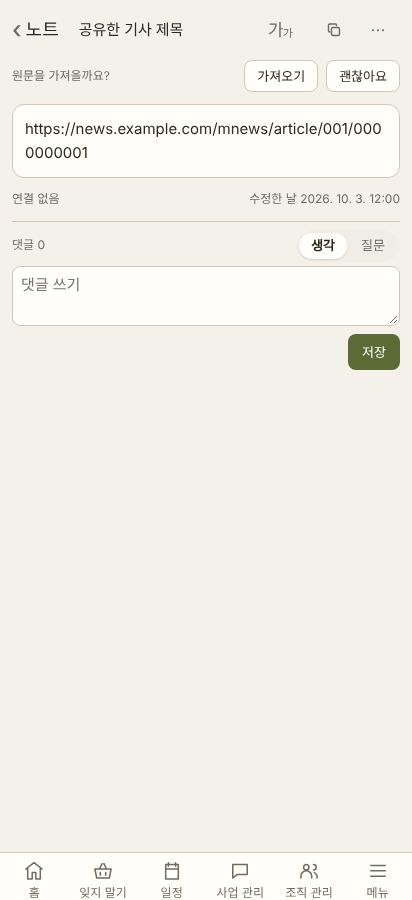 노트 공유한 기사 제목 가가
원문을 가져올까요? 가져오기 괜찮아요
https://news.example.com/mnews/article/001/000
0000001
연결 없음 수정한 날 2026. 10. 3. 12:00
댓글 0 생각 질문
댓글 쓰기
저장
홈 잊지 말기 일정 사업 관리 조직 관리 메뉴